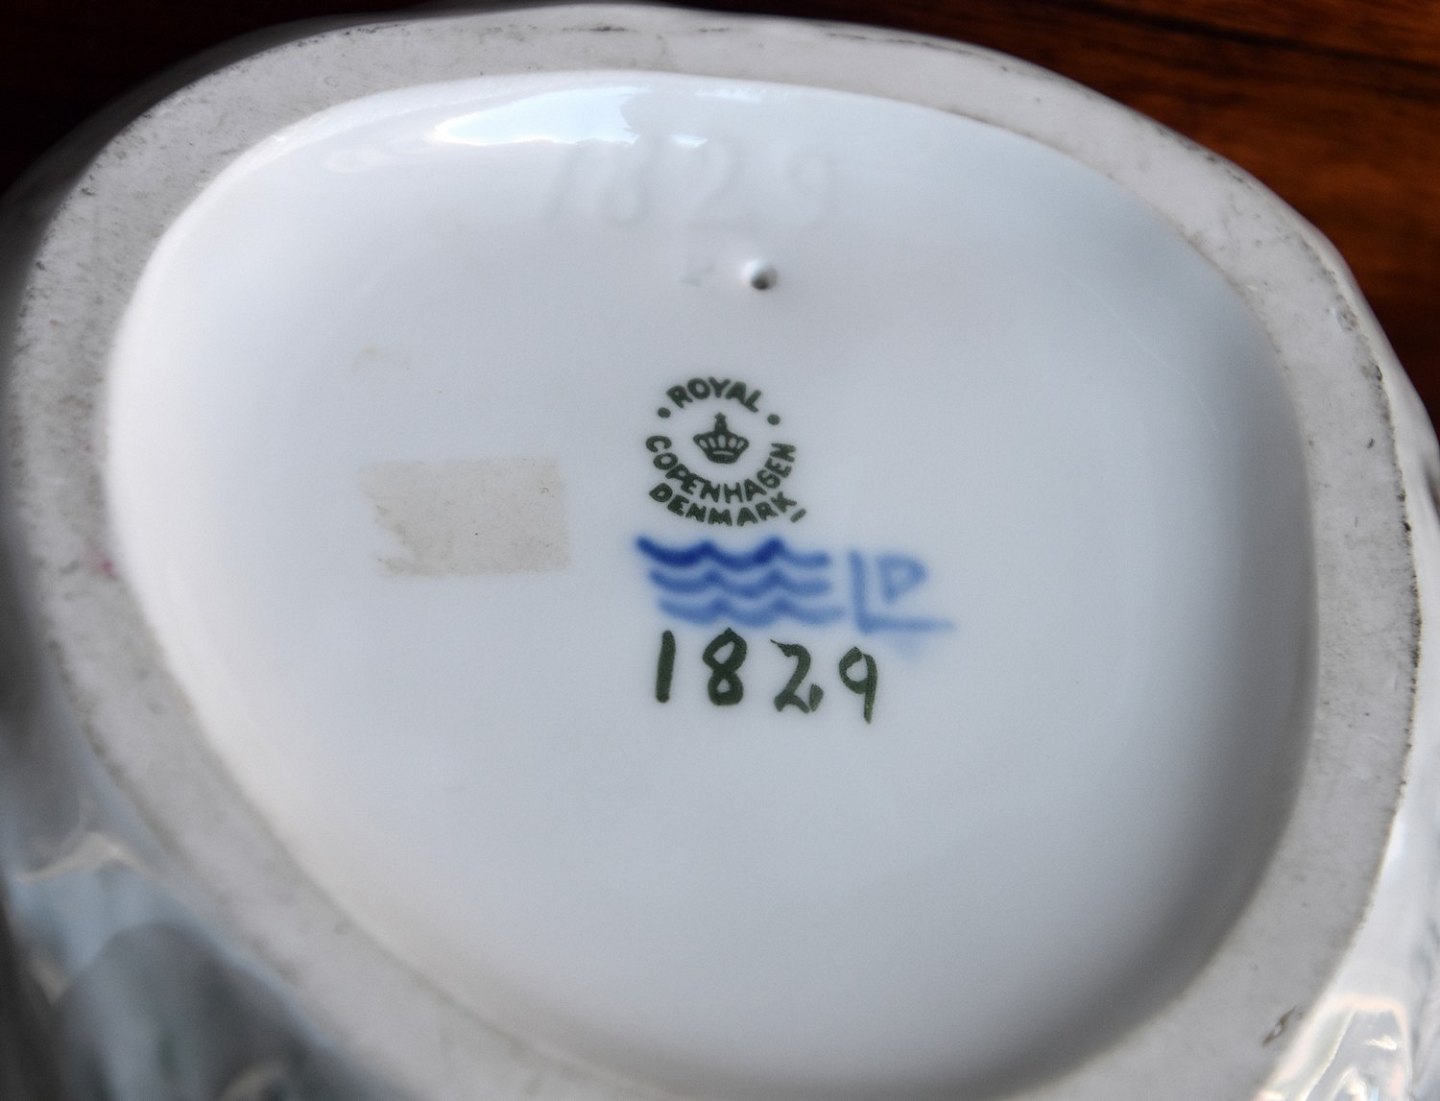 1829
ROYAL
COPENHAGEN
DENMARK
LP
1829